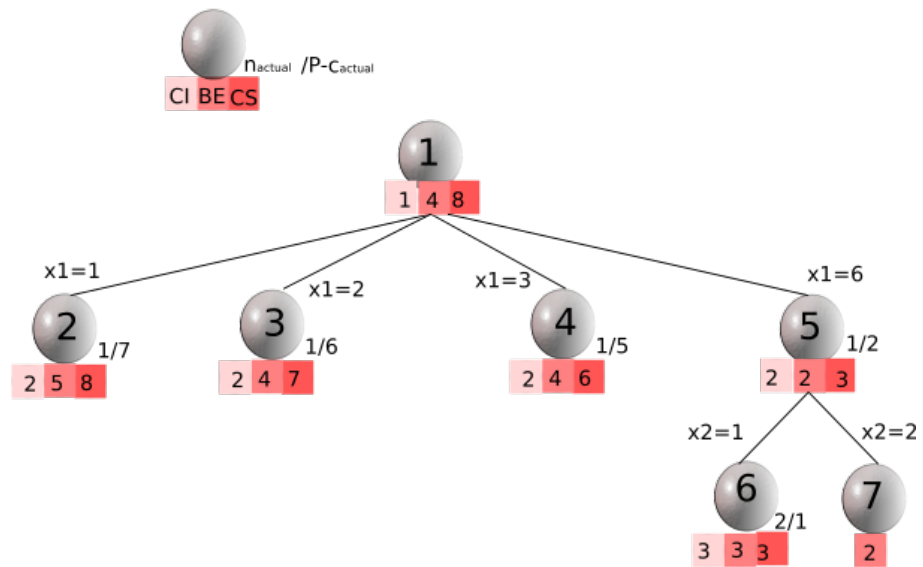 nactual /P-cactual
CI BE CS
1
1 4 8
x1=1
x1=2
x1=3
x1=6
2
3
4
5
1/7
1/6
1/5
1/2
2 5 8
2 4 7
2 4 6
2 2 3
x2=1
x2=2
6
7
2/1
3 3 3
2